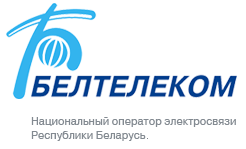 БЕЛТЕЛЕКОМ
Национальный оператор электросвязи
Республики Беларусь.